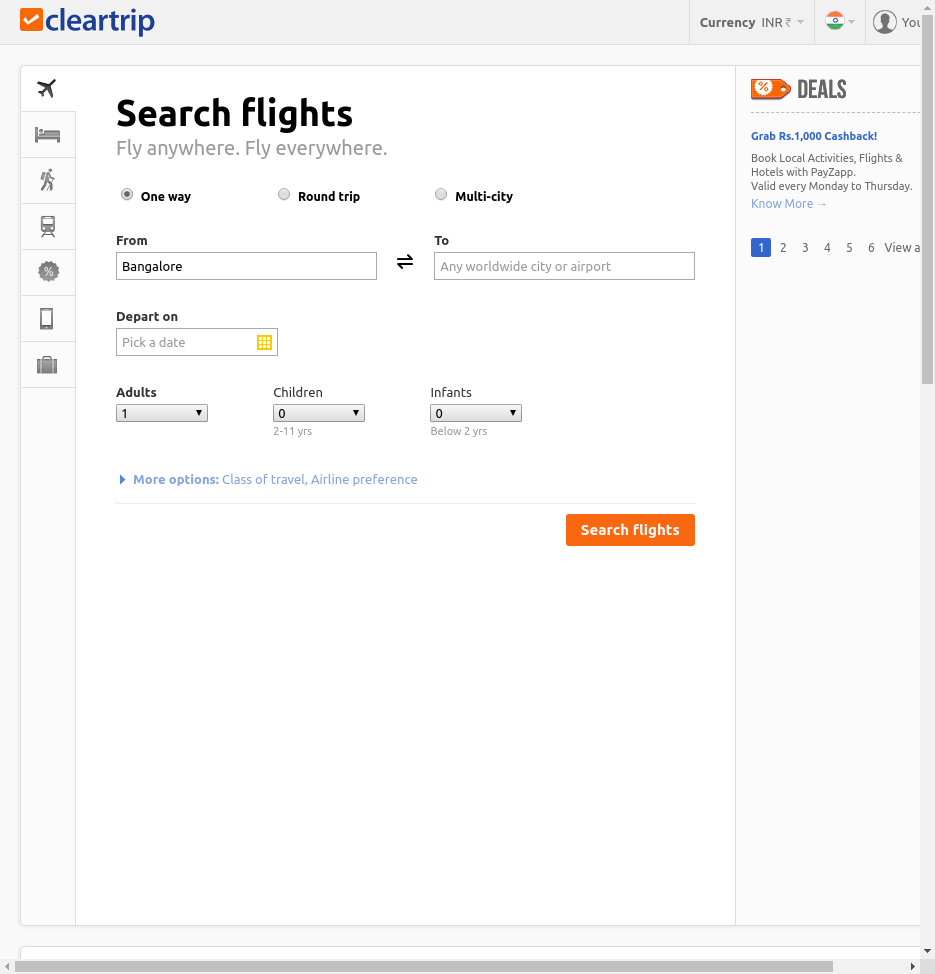 cleartrip
Currency INR ₹
You
Search flights
Fly anywhere. Fly everywhere.
One way
Round trip
Multi-city
From
To
Bangalore
Any worldwide city or airport
Depart on
Pick a date
Adults
Children
Infants
1
0
0
2-11 yrs
Below 2 yrs
More options: Class of travel, Airline preference
Search flights
%
DEALS
Grab Rs.1,000 Cashback!
Book Local Activities, Flights &
Hotels with PayZapp.
Valid every Monday to Thursday.
Know More →
1 2 3 4 5 6 View a
%